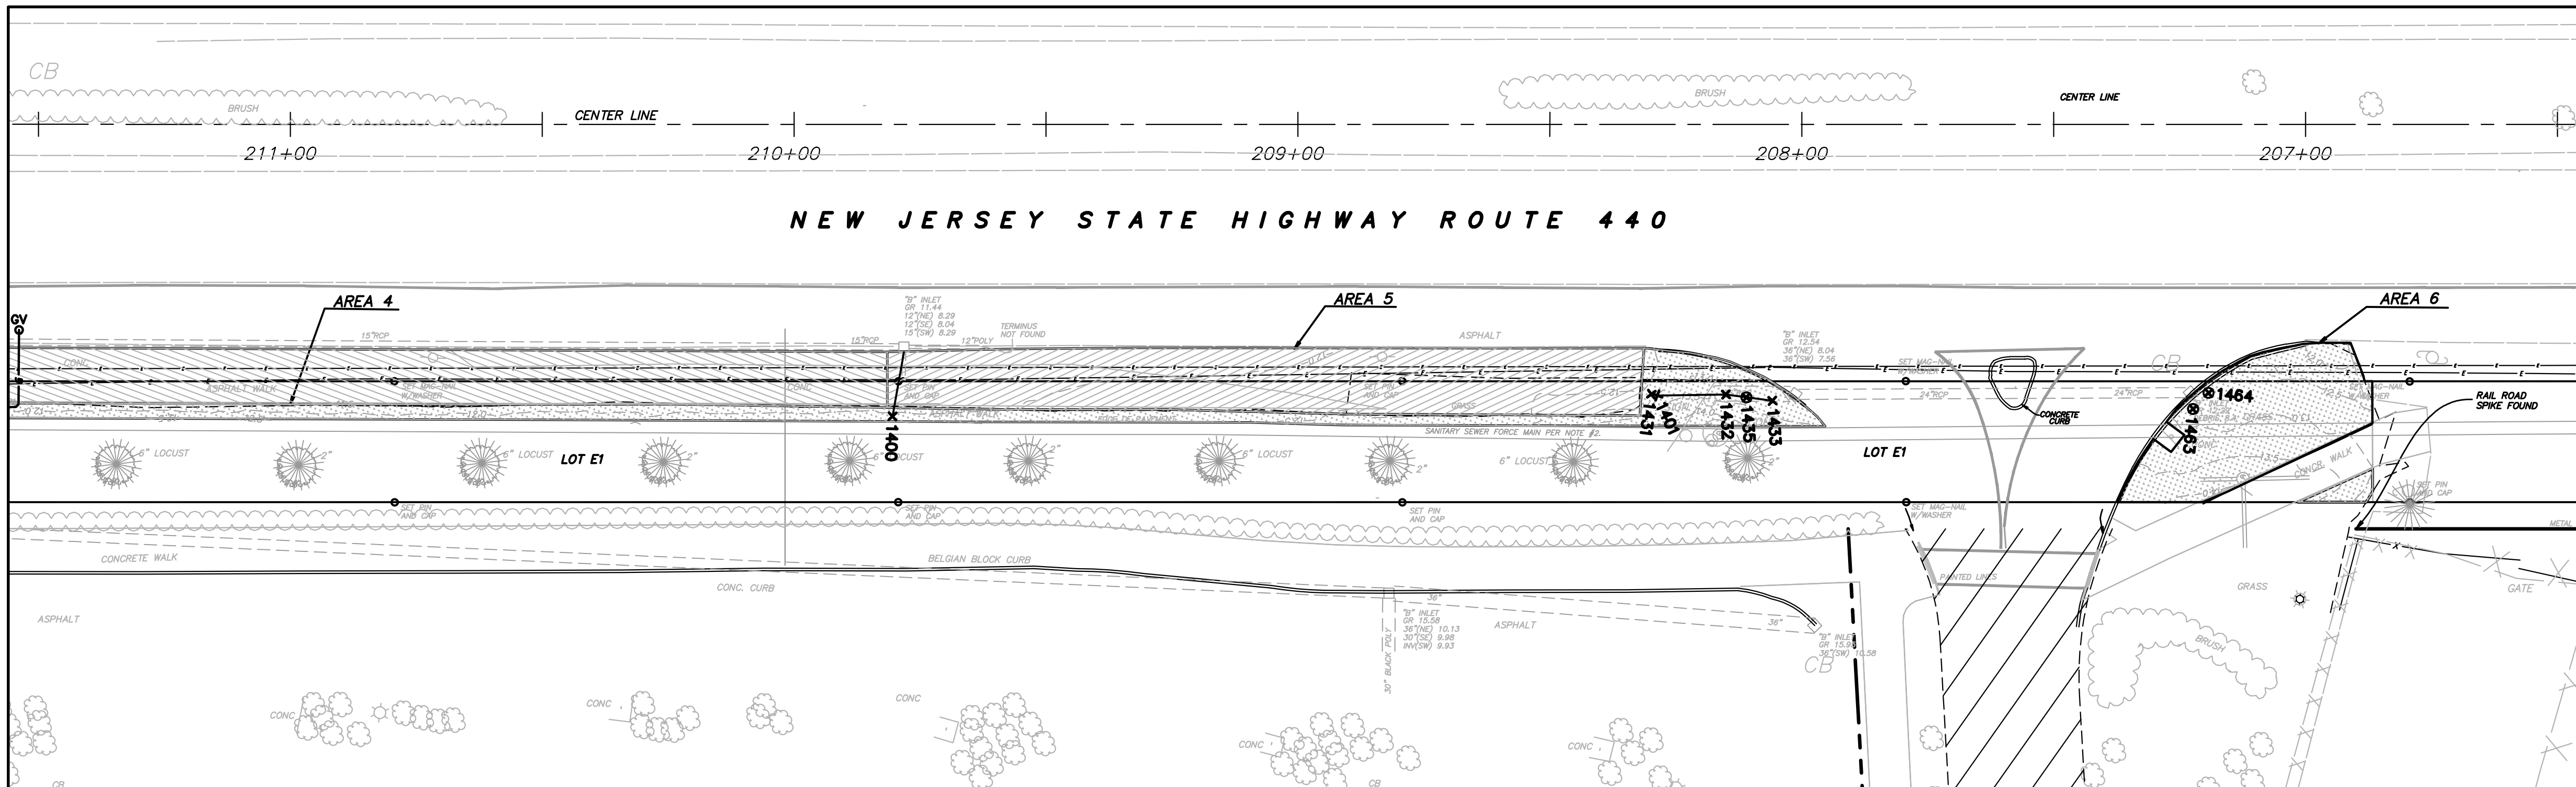 CB
BRUSH
CENTER LINE
BRUSH
CENTER LINE
211+00
210+00
209+00
208+00
207+00
NEW JERSEY STATE HIGHWAY ROUTE 440
AREA 4
AREA 5
AREA 6
GV
"B" INLET
GR 11.44
12"(NE) 8.29
12"(SE) 8.04
15"(SW) 8.29
TERMINUS
NOT FOUND
15"RCP
15"RCP
12"POLY
ASPHALT
"B" INLET
GR 12.54
36"(NE) 8.04
36"(SW) 7.56
SET MAG-NAIL
W/WASHER
CB
CONC
ASPHALT WALK
SET MAG-NAIL
W/WASHER
CONC
SET PIN
AND CAP
ASPHALT WALK
SET PIN
AND CAP
GRASS
24"RCP
24"RCP
SANITARY SEWER FORCE MAIN PER NOTE #2.
1400
1431
1401
1432
1435
1433
CONCRETE
CURB
1464
1463
RAIL ROAD
SPIKE FOUND
6" LOCUST
2"
6" LOCUST
2"
2"
6" LOCUST
2"
6" LOCUST
2"
LOT E1
LOT E1
CONCR. WALK
SET PIN
AND CAP
SET PIN
AND CAP
SET PIN
AND CAP
SET PIN
AND CAP
SET MAG-NAIL
W/WASHER
METAL
CONCRETE WALK
BELGIAN BLOCK CURB
CONC. CURB
PAINTED LINES
GRASS
GATE
ASPHALT
36"
"B" INLET
GR 15.58
36"(NE) 10.13
30"(SE) 9.98
INV(SW) 9.93
ASPHALT
36"
"B" INLET
36"(SW) 10.58
CB
30" BLACK POLY
BRUSH
CONC
CONC
CONC
CONC
CONC
CB
CB